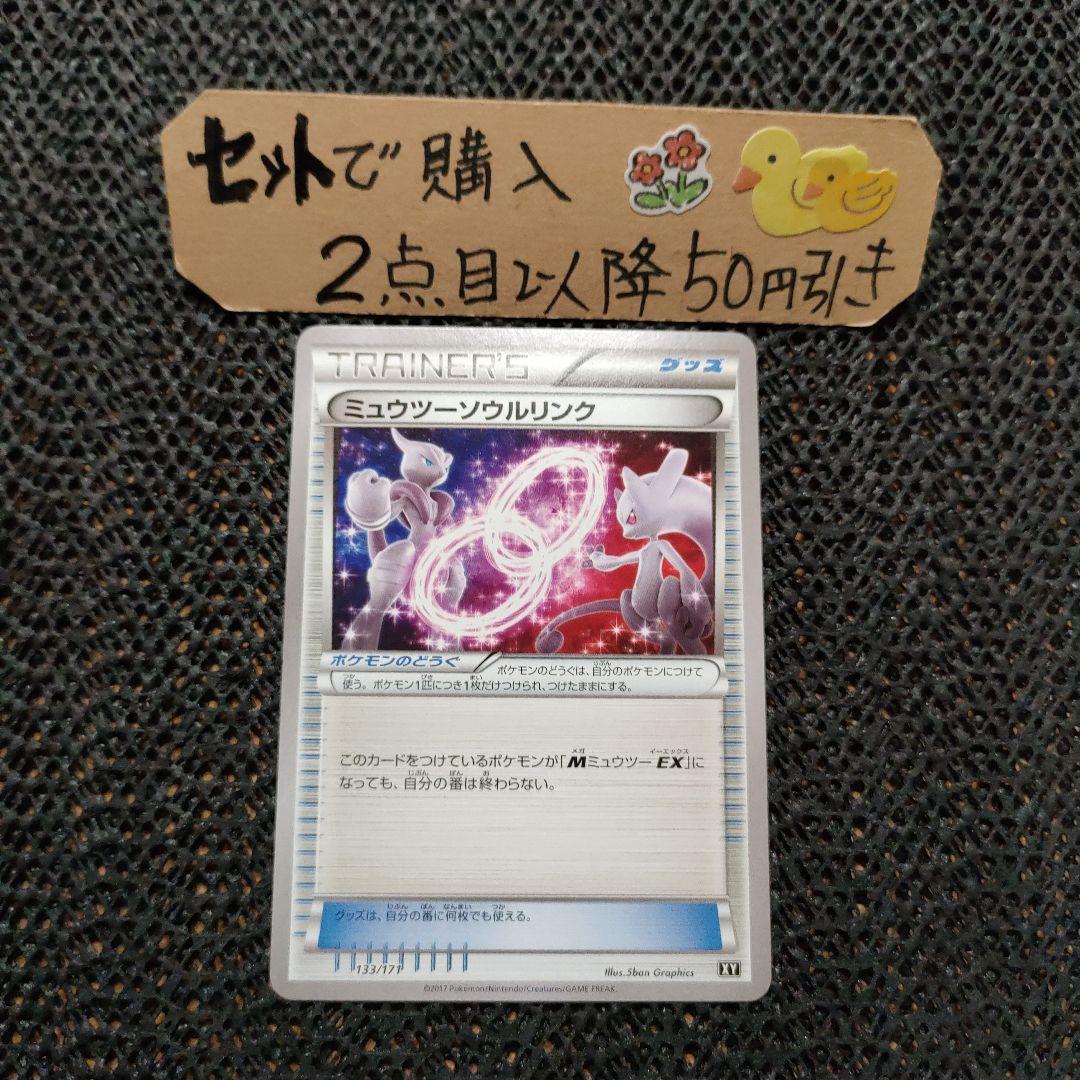 セットで購入
2点目以降50円引き
TRAINER'S グッズ
ミュウツーソウルリンク
ポケモンのどうぐ ポケモンのどうぐは、自分のポケモンにつけて
使う。ポケモン1匹につき1枚だけつけられ、つけたままにする。
このカードをつけているポケモンが「MミュウツーEX」に
なっても、自分の番は終わらない。
グッズは、自分の番に何枚でも使える。
133/171 Illus.5ban Graphics XY
©2017 Pokémon/Nintendo/Creatures/GAME FREAK.